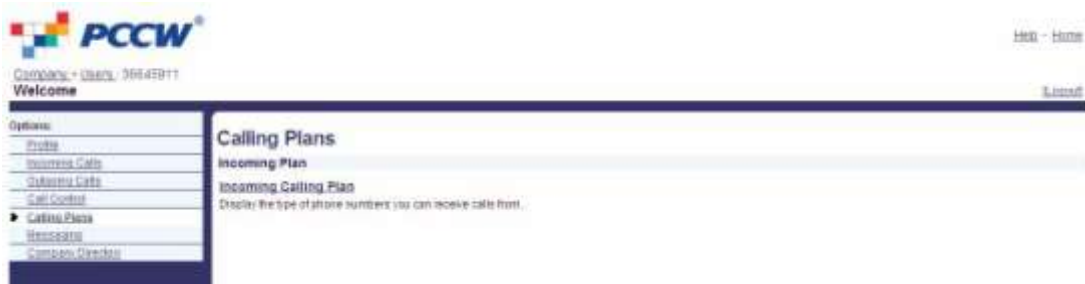 PCCW®
Help - Home
Company > Users : 36645911
Welcome
[Logout
Options:
Profile
Incoming Calls
Outgoing Calls
Call Control
Calling Plans
Messaging
Company Directory
Calling Plans
Incoming Plan
Incoming Calling Plan
Display the type of phone numbers you can receive calls from.